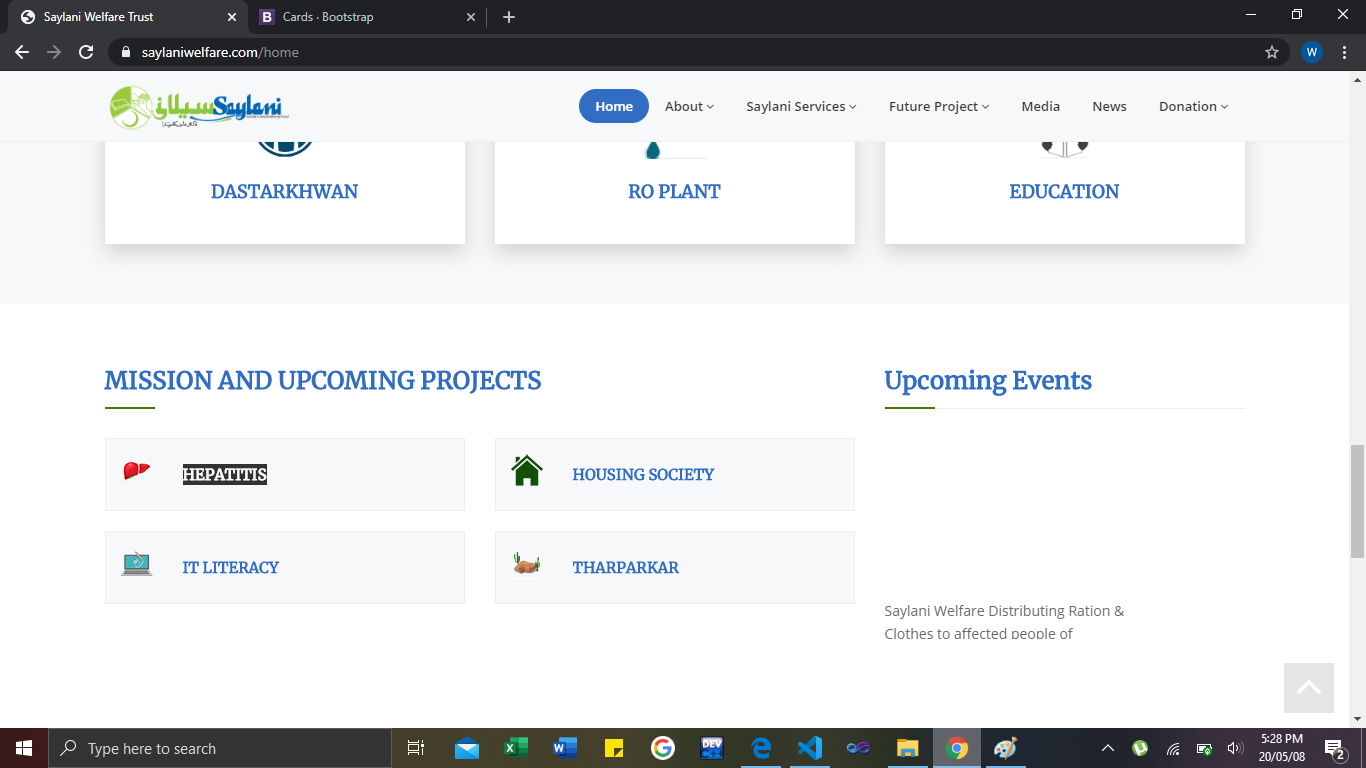 Saylani Welfare Trust
Cards · Bootstrap
saylaniwelfare.com/home
W
سیلانی Saylani
Home
About
Saylani Services
Future Project
Media
News
Donation
DASTARKHWAN
RO PLANT
EDUCATION
MISSION AND UPCOMING PROJECTS
Upcoming Events
HEPATITIS
HOUSING SOCIETY
IT LITERACY
THARPARKAR
Saylani Welfare Distributing Ration &
Clothes to affected people of
Type here to search
DEV
5:28 PM
20/05/08
2